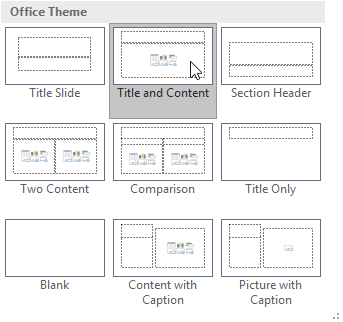 Office Theme
Title Slide
Title and Content
Section Header
Two Content
Comparison
Title Only
Blank
Content with
Caption
Picture with
Caption